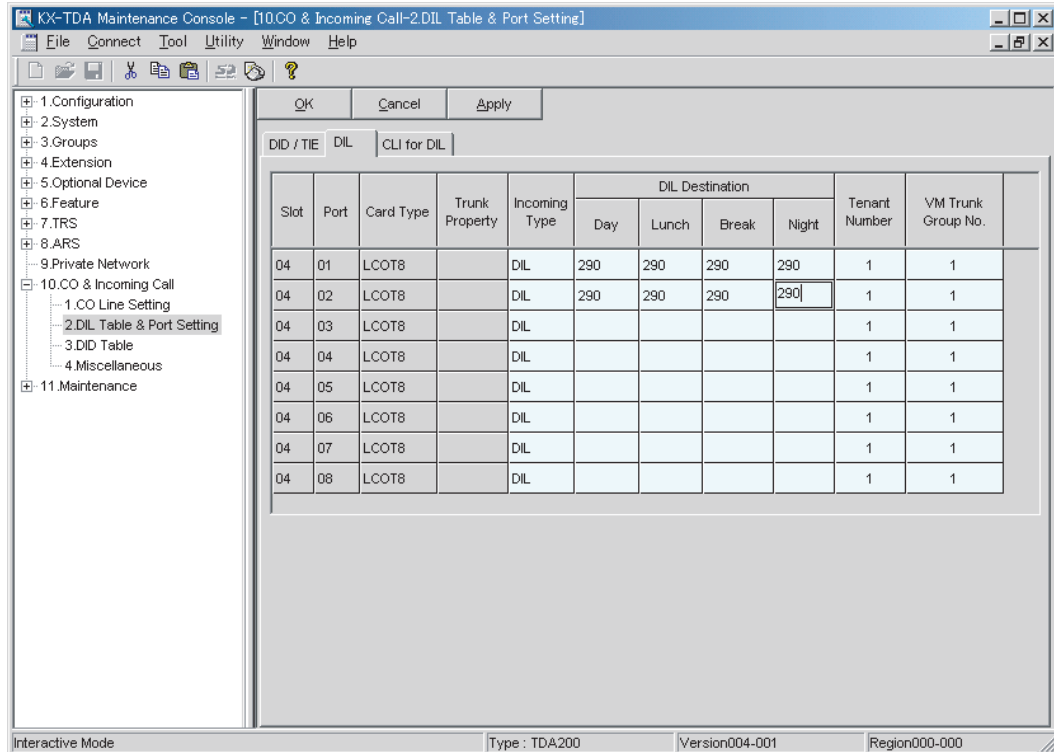 KX-TDA Maintenance Console - [10.CO & Incoming Call-2.DIL Table & Port Setting]
File Connect Tool Utility Window Help
1.Configuration
2.System
3.Groups
4.Extension
5.Optional Device
6.Feature
7.TRS
8.ARS
9.Private Network
10.CO & Incoming Call
1.CO Line Setting
2.DIL Table & Port Setting
3.DID Table
4.Miscellaneous
11.Maintenance
OK Cancel Apply
DID / TIE DIL CLI for DIL
Slot Port Card Type Trunk Property Incoming Type DIL Destination Day Lunch Break Night Tenant Number VM Trunk Group No.
04 01 LCOT8 DIL 290 290 290 290 1 1
04 02 LCOT8 DIL 290 290 290 290 1 1
04 03 LCOT8 DIL 1 1
04 04 LCOT8 DIL 1 1
04 05 LCOT8 DIL 1 1
04 06 LCOT8 DIL 1 1
04 07 LCOT8 DIL 1 1
04 08 LCOT8 DIL 1 1
Interactive Mode Type : TDA200 Version004-001 Region000-000